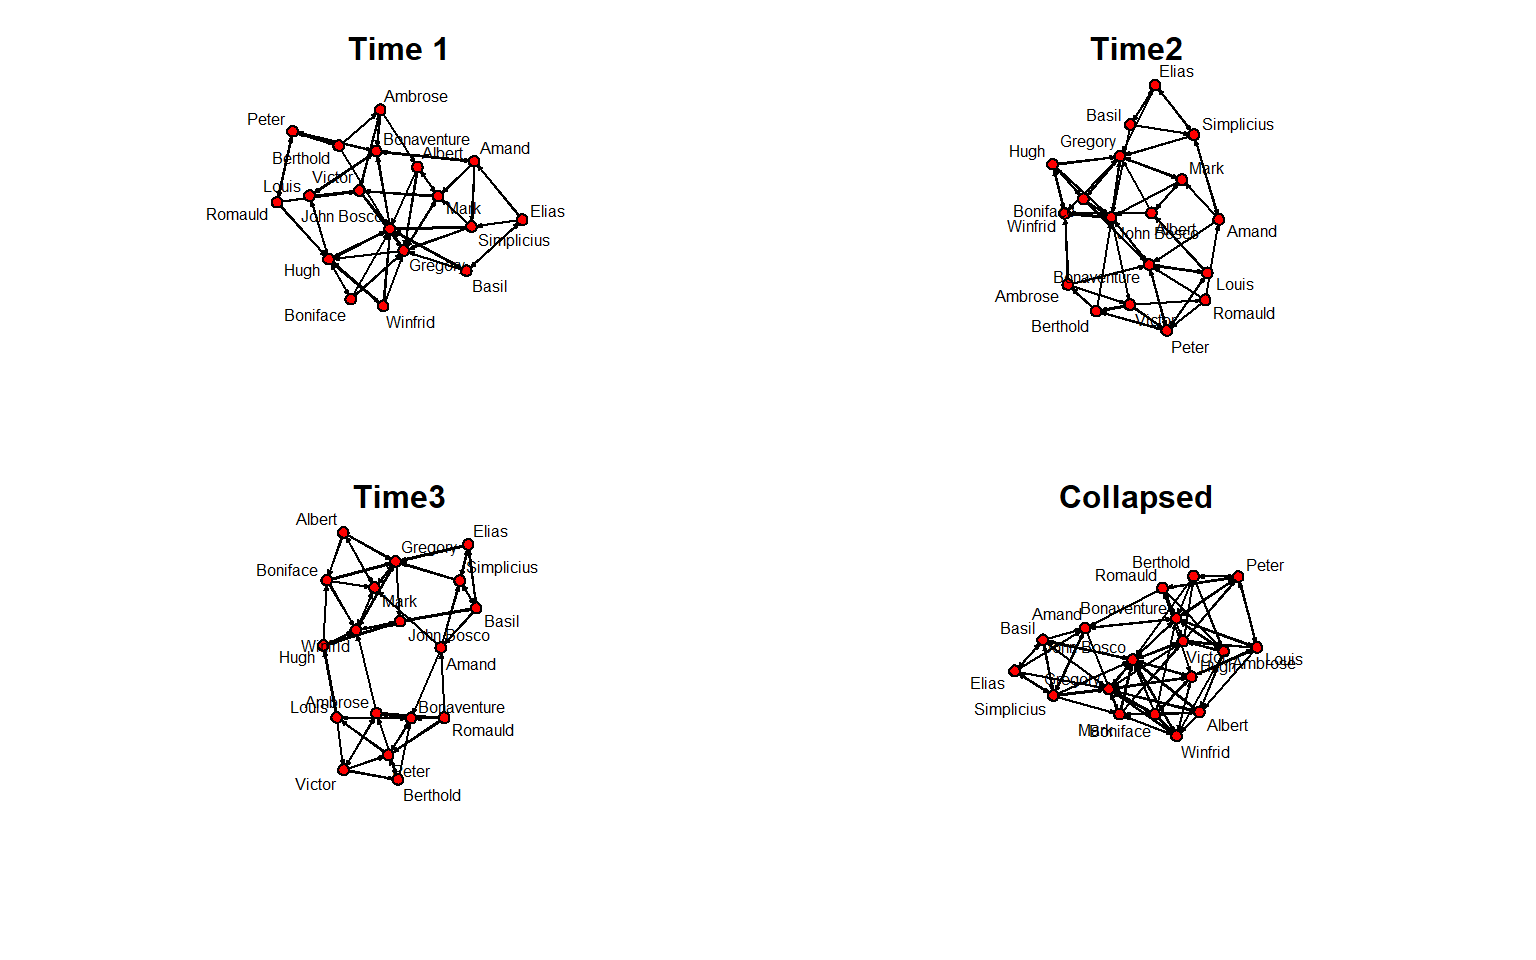 Time 1
Ambrose
Peter
Bonaventure
Berthold
Albert
Amand
Louis
Victor
Romauld
John Bosco
Mark
Elias
Simplicius
Hugh
Gregory
Basil
Boniface
Winfrid
Time2
Elias
Basil
Simplicius
Gregory
Hugh
Mark
Winfrid
John Bosco
Albert
Amand
Bonaventure
Louis
Ambrose
Romauld
Berthold
Victor
Peter
Time3
Albert
Elias
Gregory
Boniface
Simplicius
Mark
Basil
John Bosco
Winfrid
Hugh
Amand
Louis
Ambrose
Bonaventure
Romauld
Peter
Victor
Berthold
Collapsed
Berthold
Peter
Romauld
Amand
Bonaventure
Basil
John Bosco
Victor
Louis
Hugh
Ambrose
Elias
Gregory
Simplicius
Mark
Boniface
Albert
Winfrid